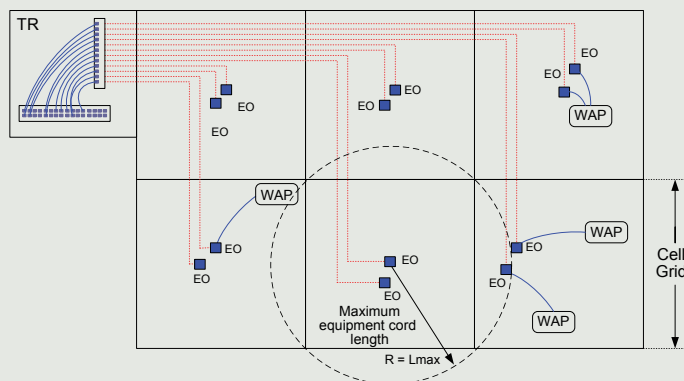 TR
EO
EO
EO
EO
EO
EO
WAP
WAP
EO
EO
EO
EO
Maximum
equipment cord
length
R = Lmax
EO
EO
WAP
WAP
Cell
Grid